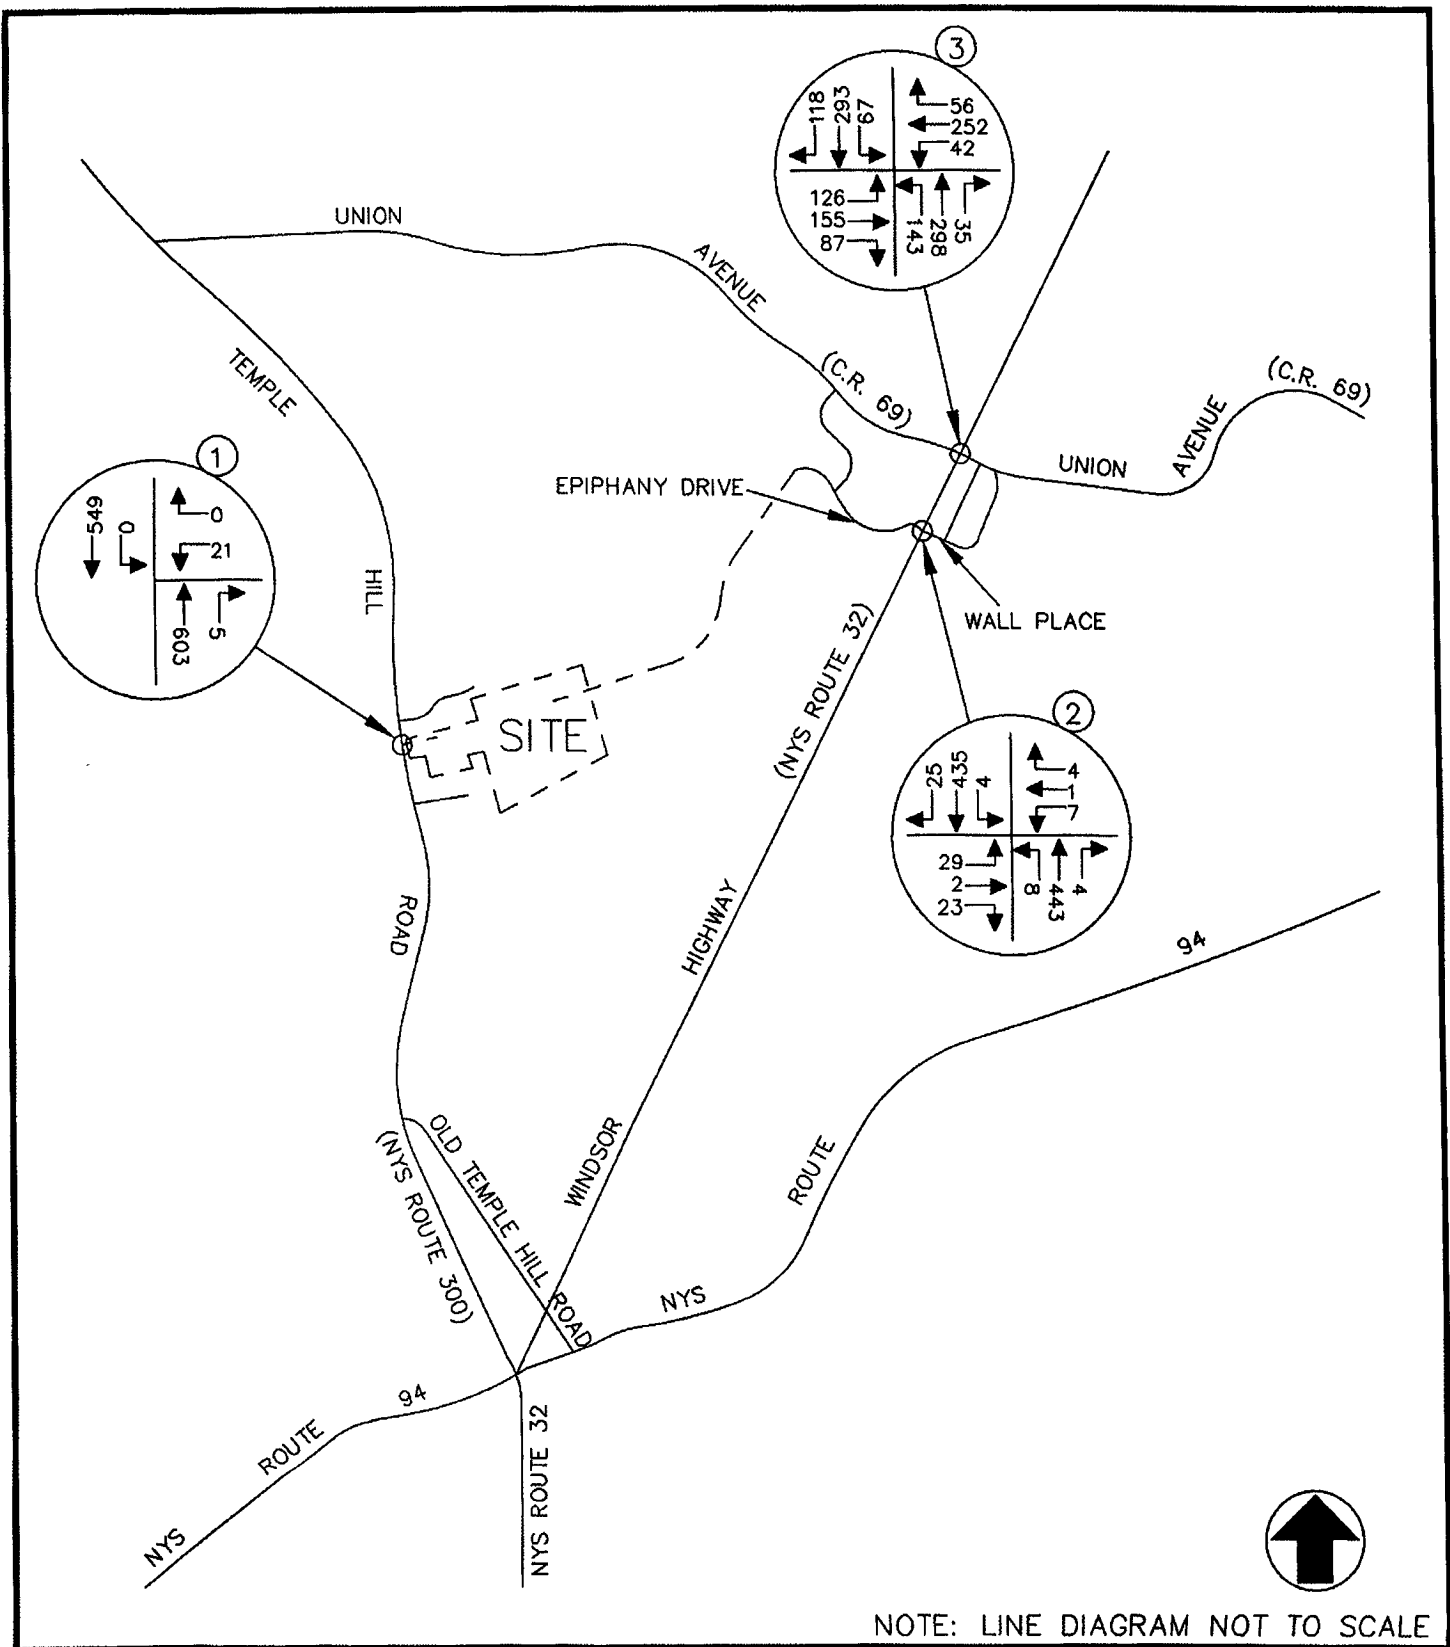 3
118
293
67
56
252
42
126
155
87
143
298
35
UNION
AVENUE
(C.R. 69)
(C.R. 69)
TEMPLE
AVENUE
UNION
1
549
0
0
21
603
5
EPIPHANY DRIVE
HILL
WALL PLACE
(NYS ROUTE 32)
SITE
2
25
435
4
4
1
7
29
2
23
8
443
4
ROAD
HIGHWAY
94
OLD TEMPLE HILL ROAD
(NYS ROUTE 300)
WINDSOR
ROUTE
NYS
94
ROUTE
NYS
NYS ROUTE 32
NOTE: LINE DIAGRAM NOT TO SCALE